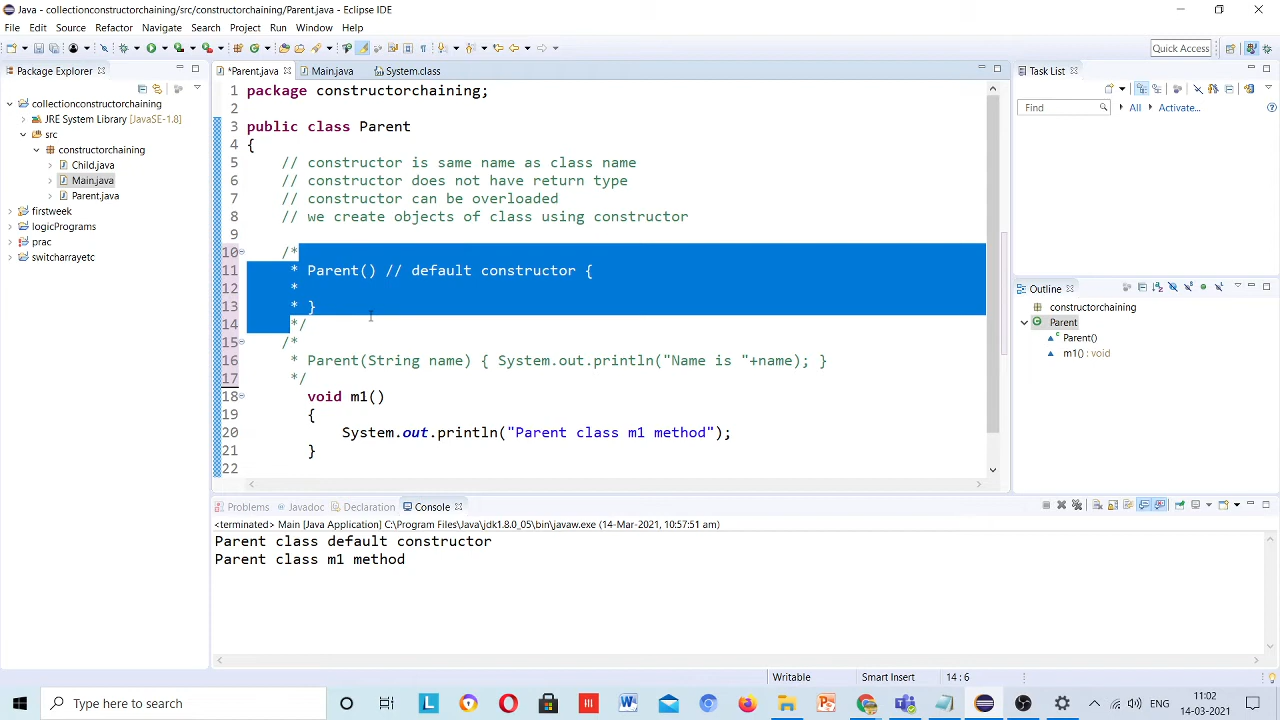 Java - collectionconstructorchaining/src/constructorchaining/Parent.java - Eclipse IDE
File Edit Source Refactor Navigate Search Project Run Window Help
Quick Access
Package Explorer
*Parent.java Main.java System.class
Task List
collectionconstructorchaining
JRE System Library [JavaSE-1.8]
src
constructorchaining
Child.java
Main.java
Parent.java
firstweek
logicPrograms
prac
switcharrayetc
1 package constructorchaining;
2
3 public class Parent
4 {
5 // constructor is same name as class name
6 // constructor does not have return type
7 // constructor can be overloaded
8 // we create objects of class using constructor
9
10 /*
11 * Parent() // default constructor {
12 *
13 * }
14 */
15 /*
16 * Parent(String name) { System.out.println("Name is "+name); }
17 */
18 void m1()
19 {
20 System.out.println("Parent class m1 method");
21 }
22
Find All Activate...
Outline
constructorchaining
Parent
Parent()
m1() : void
Problems Javadoc Declaration Console
<terminated> Main [Java Application] C:\Program Files\Java\jdk1.8.0_05\bin\javaw.exe (14-Mar-2021, 10:57:51 am)
Parent class default constructor
Parent class m1 method
Writable Smart Insert 14 : 6
Type here to search
ENG
11:02
14-03-2021